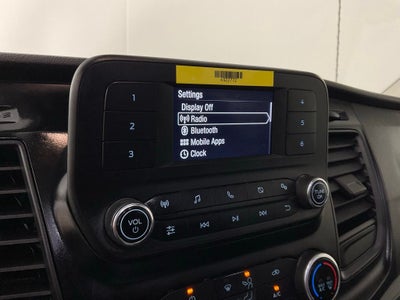 Settings
Display Off
Radio
Bluetooth
Mobile Apps
Clock
1
2
3
4
5
6
VOL
A/C